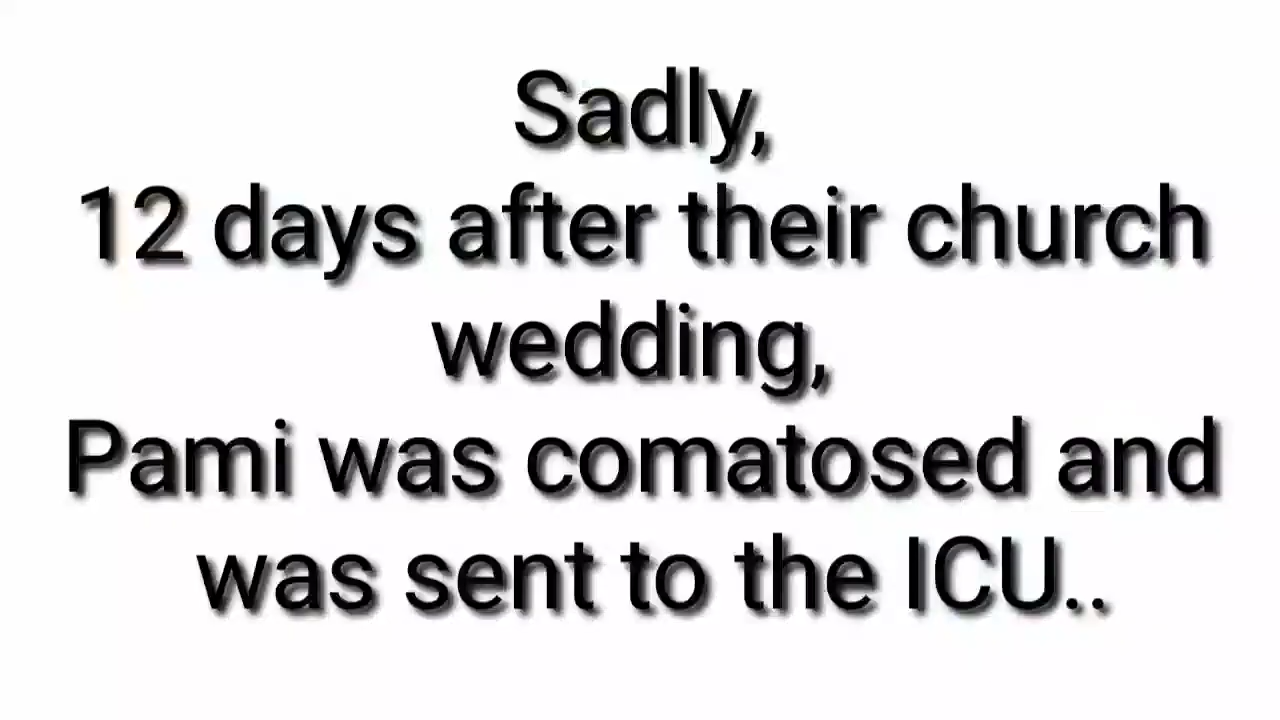 Sadly,
12 days after their church
wedding,
Pami was comatosed and
was sent to the ICU..